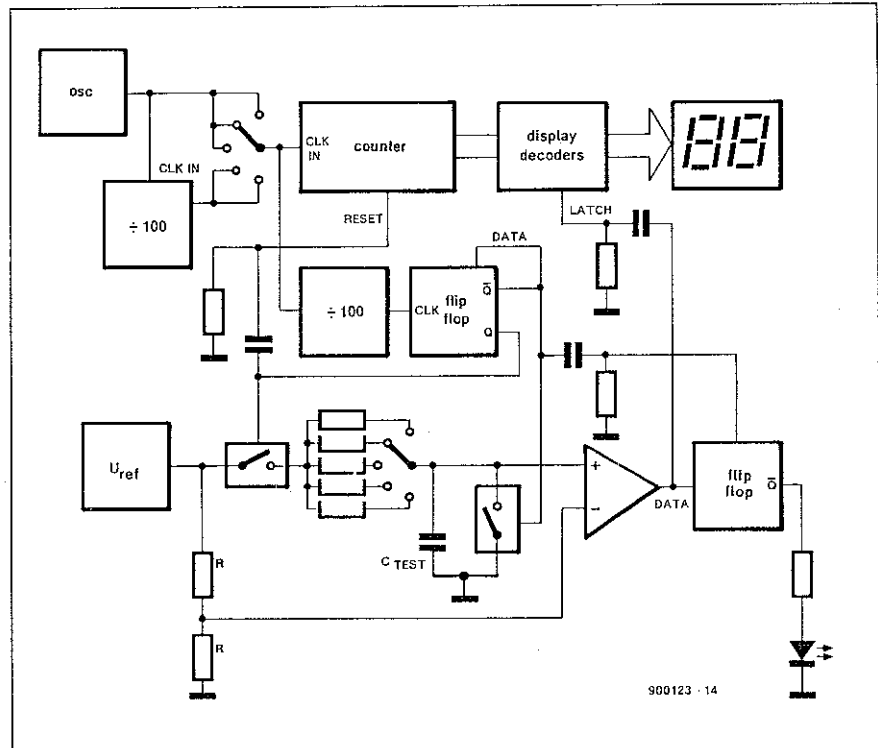 osc
CLK IN
÷ 100
CLK IN
counter
RESET
display decoders
LATCH
88
DATA
÷ 100
CLK
flip flop
Q̅
Q
Uref
R
R
C TEST
+
−
DATA
flip flop
Q̅
900123 - 14